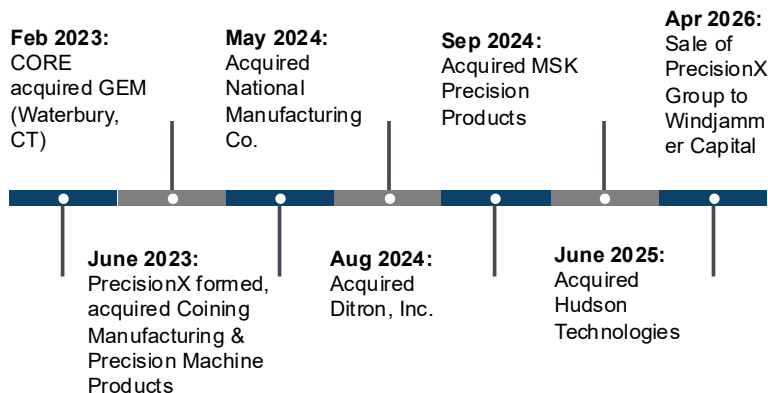 Feb 2023:
CORE
acquired GEM
(Waterbury,
CT)
June 2023:
PrecisionX formed,
acquired Coining
Manufacturing &
Precision Machine
Products
May 2024:
Acquired
National
Manufacturing
Co.
Aug 2024:
Acquired
Ditron, Inc.
Sep 2024:
Acquired MSK
Precision
Products
June 2025:
Acquired
Hudson
Technologies
Apr 2026:
Sale of
PrecisionX
Group to
Windjamm
er Capital